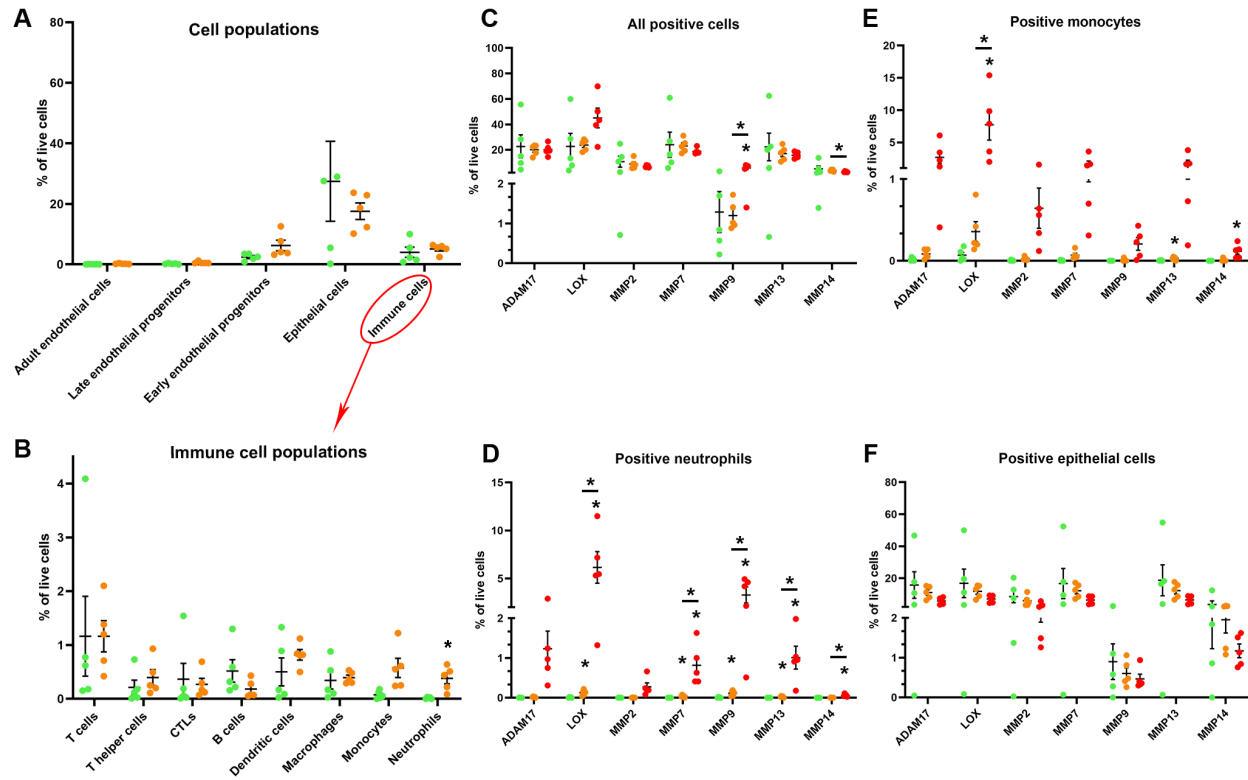 A
Cell populations
% of live cells
80
60
40
20
0
Adult endothelial cells
Late endothelial progenitors
Early endothelial progenitors
Epithelial cells
Immune cells
B
Immune cell populations
% of live cells
4
2
1
0
*
T cells
T helper cells
CTLs
B cells
Dendritic cells
Macrophages
Monocytes
Neutrophils
C
All positive cells
% of live cells
100
80
60
40
20
2
1
0
* * *
ADAM17
LOX
MMP2
MMP7
MMP9
MMP13
MMP14
D
Positive neutrophils
% of live cells
15
10
5
2
1
0
* * * * * * * * * * * * * * *
ADAM17
LOX
MMP2
MMP7
MMP9
MMP13
MMP14
E
Positive monocytes
% of live cells
20
15
10
5
1
0
* * * *
ADAM17
LOX
MMP2
MMP7
MMP9
MMP13
MMP14
F
Positive epithelial cells
% of live cells
80
60
40
20
2
1
0
ADAM17
LOX
MMP2
MMP7
MMP9
MMP13
MMP14